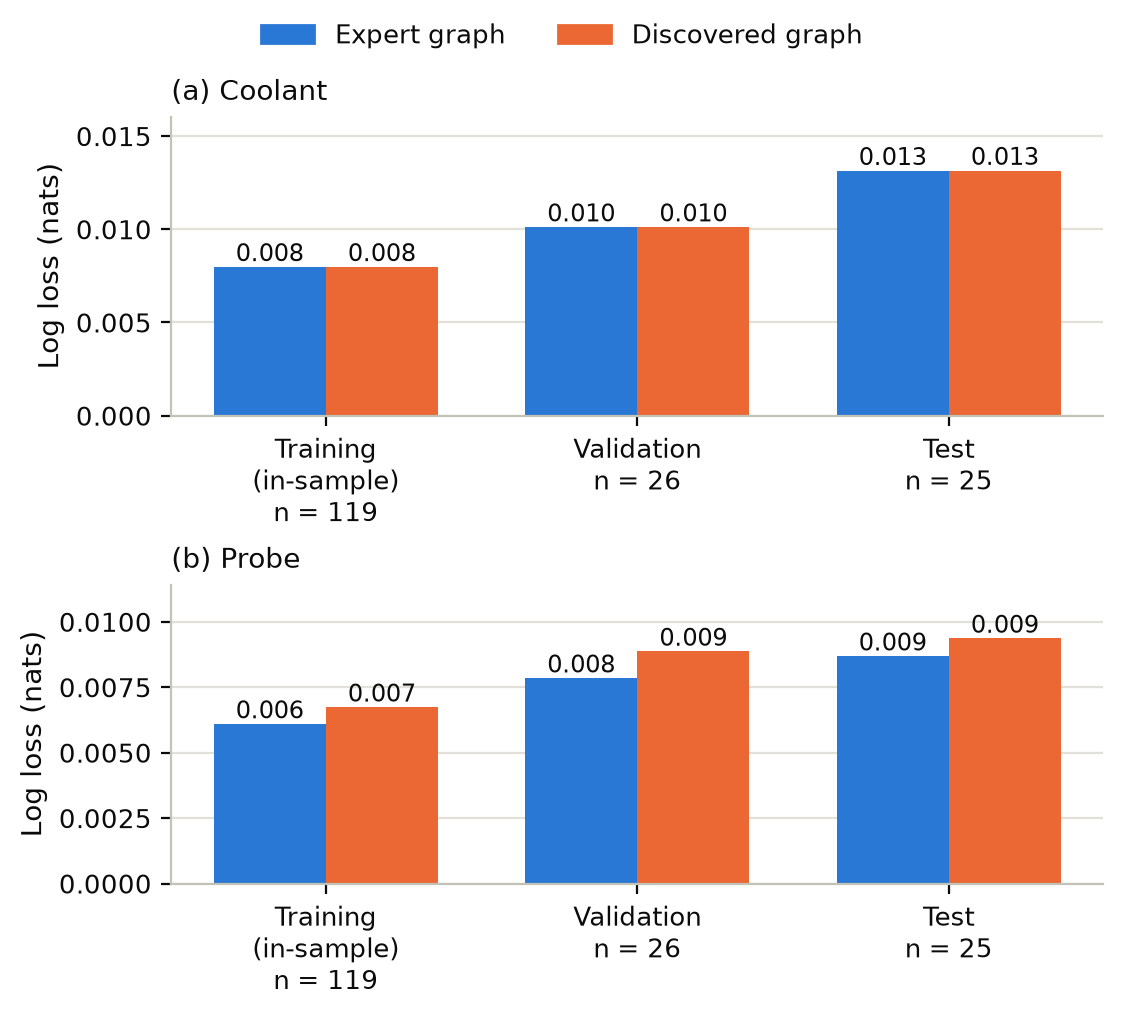 Expert graph Discovered graph
(a) Coolant
Log loss (nats)
0.015
0.010
0.005
0.000
0.008 0.008
0.010 0.010
0.013 0.013
Training
(in-sample)
n = 119
Validation
n = 26
Test
n = 25
(b) Probe
Log loss (nats)
0.0100
0.0075
0.0050
0.0025
0.0000
0.006 0.007
0.008 0.009
0.009 0.009
Training
(in-sample)
n = 119
Validation
n = 26
Test
n = 25